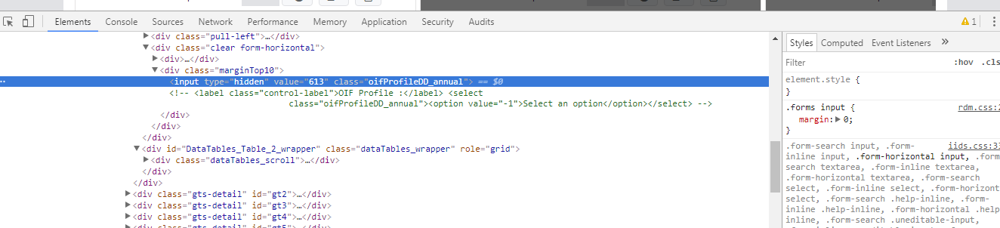 Elements Console Sources Network Performance Memory Application Security Audits 1
<div class="pull-left">…</div>
<div class="clear form-horizontal">
<div>…</div>
<div class="marginTop10">
<input type="hidden" value="613" class="oifProfileDD_annual"> == $0
<!-- <label class="control-label">OIF Profile :</label> <select
class="oifProfileDD_annual"><option value="-1">Select an option</option></select> -->
</div>
</div>
</div>
<div id="DataTables_Table_2_wrapper" class="dataTables_wrapper" role="grid">
<div class="dataTables_scroll">…</div>
</div>
</div>
<div class="gts-detail" id="gt2">…</div>
<div class="gts-detail" id="gt3">…</div>
<div class="gts-detail" id="gt4">…</div>
<div class="gts-detail" id="gt5">…</div>
Styles Computed Event Listeners »
Filter :hov .cls
element.style {
}
.forms input { rdm.css:2
margin: 0;
}
.form-search input, .form- iids.css:33
inline input, .form-horizontal input, .form-
search textarea, .form-inline textarea,
.form-horizontal textarea, .form-search
select, .form-inline select, .form-horizont
select, .form-search .help-inline, .form-
inline .help-inline, .form-horizontal .help
inline, .form-search .uneditable-input,